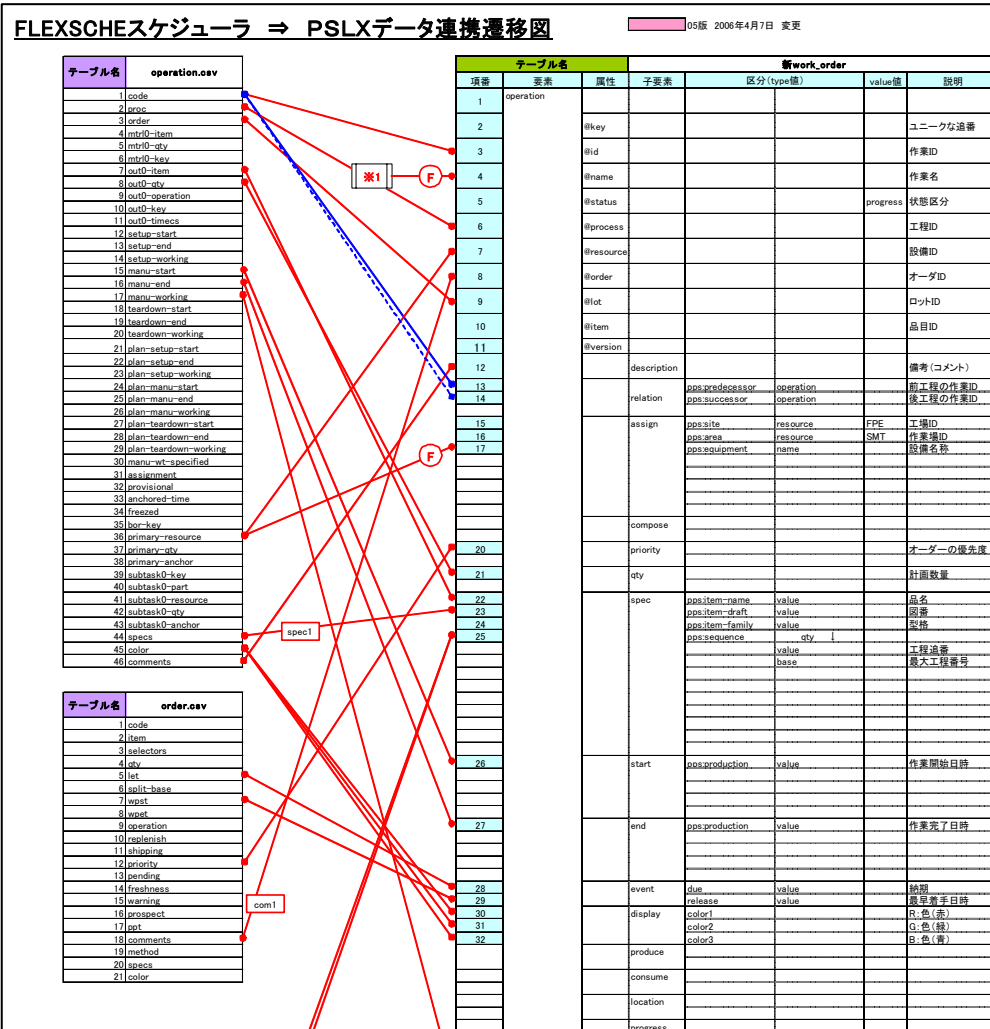 FLEXSCHEスケジューラ ⇒ PSLXデータ連携遷移図
05版 2006年4月7日 変更
テーブル名 operation.csv
1 code
2 proc
3 order
4 mtrl0-item
5 mtrl0-qty
6 mtrl0-key
7 out0-item
8 out0-qty
9 out0-operation
10 out0-key
11 out0-timecs
12 setup-start
13 setup-end
14 setup-working
15 manu-start
16 manu-end
17 manu-working
18 teardown-start
19 teardown-end
20 teardown-working
21 plan-setup-start
22 plan-setup-end
23 plan-setup-working
24 plan-manu-start
25 plan-manu-end
26 plan-manu-working
27 plan-teardown-start
28 plan-teardown-end
29 plan-teardown-working
30 manu-wt-specified
31 assignment
32 provisional
33 anchored-time
34 freezed
35 bor-key
36 primary-resource
37 primary-qty
38 primary-anchor
39 subtask0-key
40 subtask0-part
41 subtask0-resource
42 subtask0-qty
43 subtask0-anchor
44 specs
45 color
46 comments
テーブル名 order.csv
1 code
2 item
3 selectors
4 qty
5 let
6 split-base
7 wpst
8 wpet
9 operation
10 replenish
11 shipping
12 priority
13 pending
14 freshness
15 warning
16 prospect
17 ppt
18 comments
19 method
20 specs
21 color
※1
F
F
spec1
com1
テーブル名 新work_order
項番 要素 属性 子要素 区分(type値) value値 説明
1 operation
2 @key ユニークな追番
3 @id 作業ID
4 @name 作業名
5 @status progress 状態区分
6 @process 工程ID
7 @resource 設備ID
8 @order オーダID
9 @lot ロットID
10 @item 品目ID
11 @version
12 description 備考(コメント)
13 relation pps:predecessor operation 前工程の作業ID
14 pps:successor operation 後工程の作業ID
15 assign pps:site resource FPE 工場ID
16 pps:area resource SMT 作業場ID
17 pps:equipment name 設備名称
compose
20 priority オーダーの優先度
21 qty 計画数量
22 spec pps:item-name value 品名
23 pps:item-draft value 図番
24 pps:item-family value 型格
25 pps:sequence qty ↓
value 工程追番
base 最大工程番号
26 start pps:production value 作業開始日時
27 end pps:production value 作業完了日時
28 event due value 納期
29 release value 最早着手日時
30 display color1 R:色(赤)
31 color2 G:色(緑)
32 color3 B:色(青)
produce
consume
location
progress